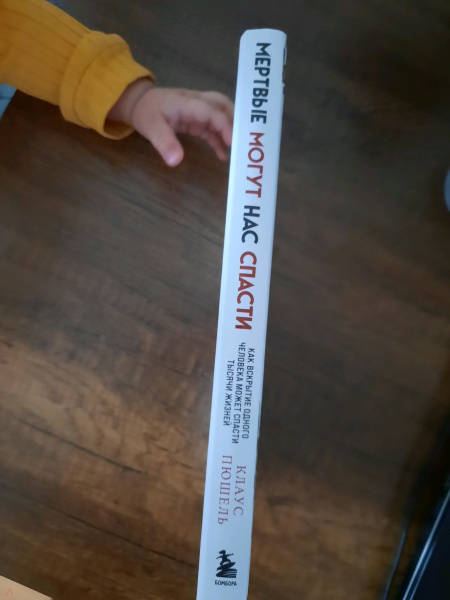 МЕРТВЫЕ МОГУТ НАС СПАСТИ
КАК ВСКРЫТИЕ ОДНОГО
ЧЕЛОВЕКА МОЖЕТ СПАСТИ
ТЫСЯЧИ ЖИЗНЕЙ
КЛАУС
ПЮШЕЛЬ
БОМБОРА